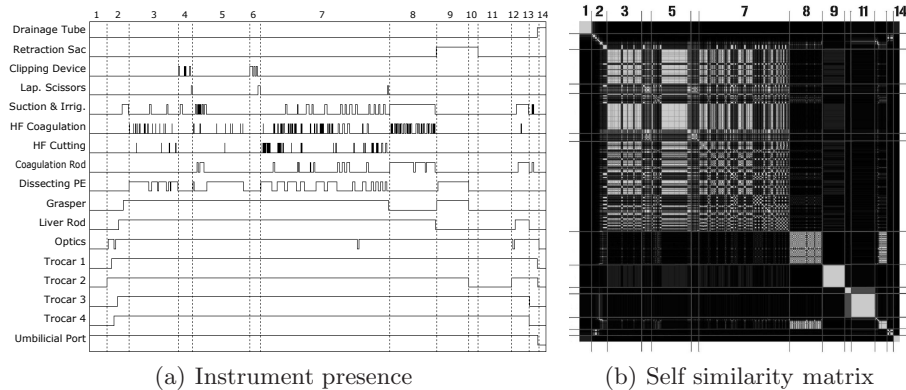 1 2 3 4 5 6 7 8 9 10 11 12 13 14
Drainage Tube
Retraction Sac
Clipping Device
Lap. Scissors
Suction & Irrig.
HF Coagulation
HF Cutting
Coagulation Rod
Dissecting PE
Grasper
Liver Rod
Optics
Trocar 1
Trocar 2
Trocar 3
Trocar 4
Umbilicial Port
(a) Instrument presence
1 2 3 5 7 8 9 11 14
(b) Self similarity matrix